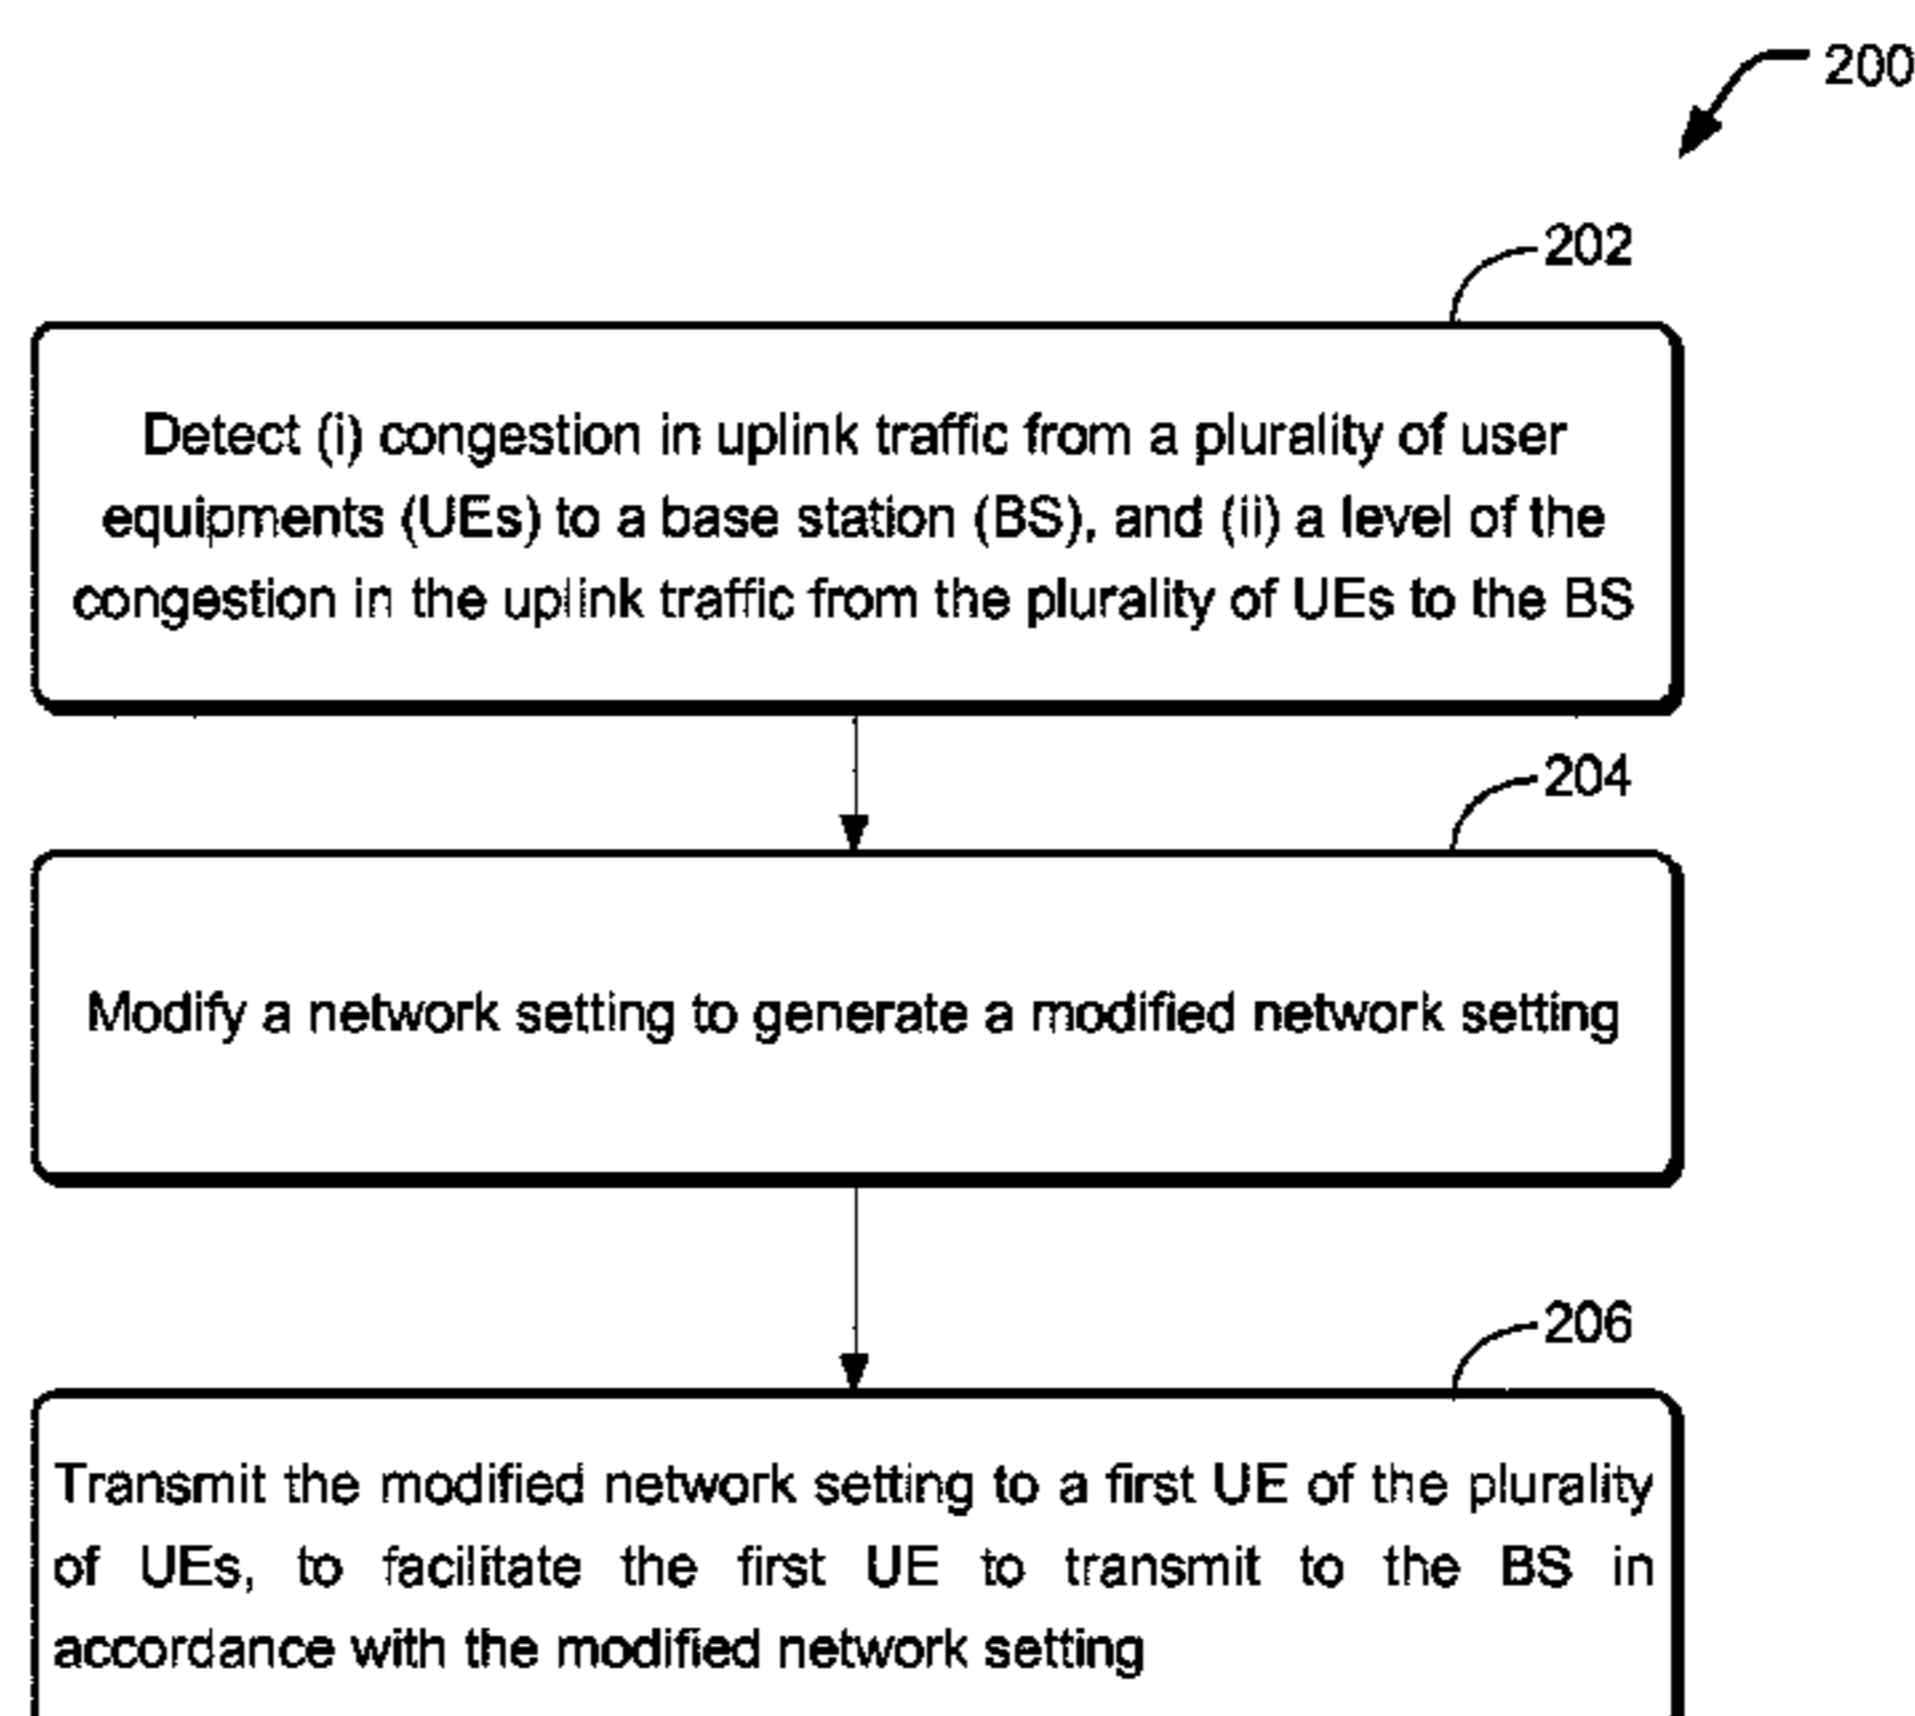 200
202
Detect (i) congestion in uplink traffic from a plurality of user
equipments (UEs) to a base station (BS), and (ii) a level of the
congestion in the uplink traffic from the plurality of UEs to the BS
204
Modify a network setting to generate a modified network setting
206
Transmit the modified network setting to a first UE of the plurality
of UEs, to facilitate the first UE to transmit to the BS in
accordance with the modified network setting